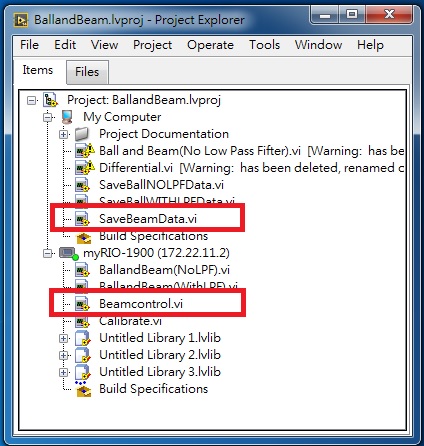 BallandBeam.lvproj - Project Explorer
File Edit View Project Operate Tools Window Help
Items Files
Project: BallandBeam.lvproj
My Computer
Project Documentation
Ball and Beam(No Low Pass Fifter).vi [Warning: has been del
Differential.vi [Warning: has been deleted, renamed o
SaveBallNOLPFData.vi
SaveBallWITHLPFData.vi
SaveBeamData.vi
Build Specifications
myRIO-1900 (172.22.11.2)
BallandBeam(NoLPF).vi
BallandBeam(WithLPF).vi
Beamcontrol.vi
Calibrate.vi
Untitled Library 1.lvlib
Untitled Library 2.lvlib
Untitled Library 3.lvlib
Build Specifications